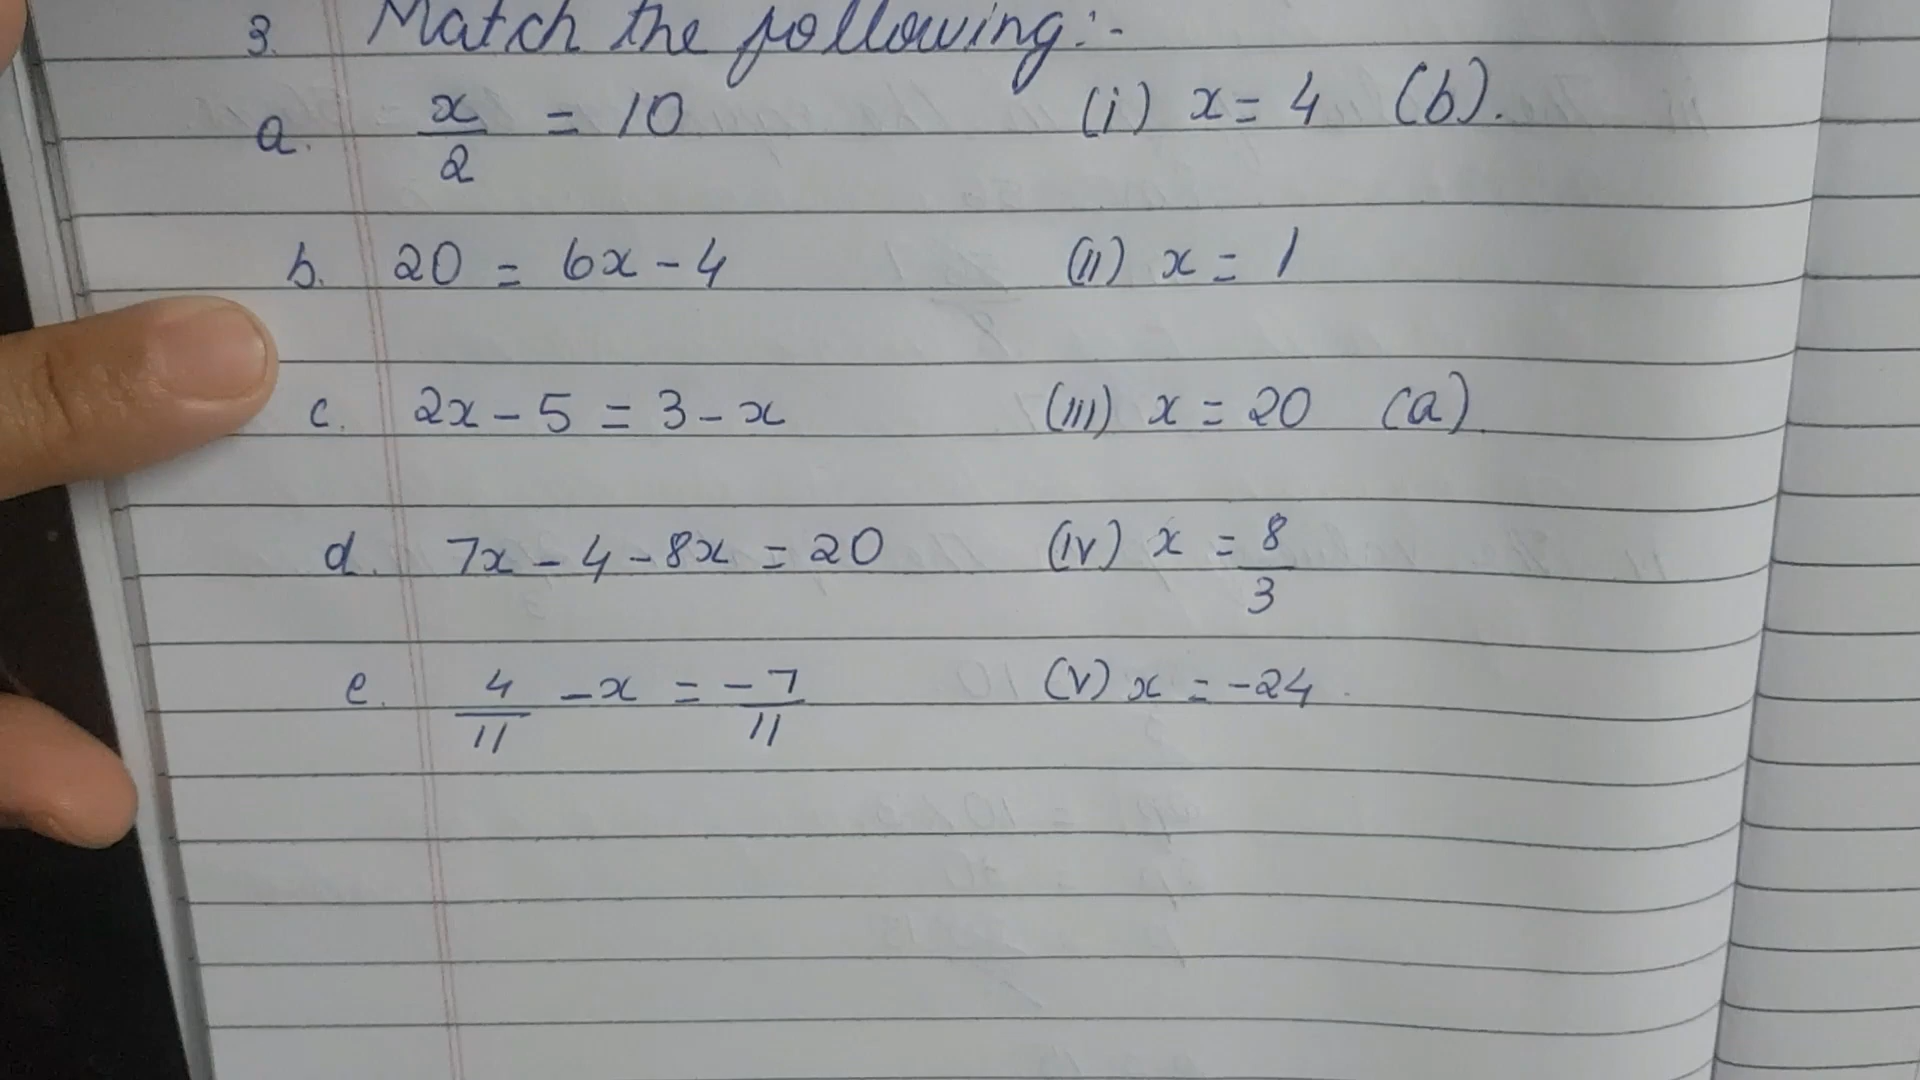 3. Match the following:-
a. x/2 = 10 (i) x = 4 (b).
b. 20 = 6x - 4 (ii) x = 1
c. 2x - 5 = 3 - x (iii) x = 20 (a)
d. 7x - 4 - 8x = 20 (iv) x = 8/3
e. 4/11 - x = -7/11 (v) x = -24